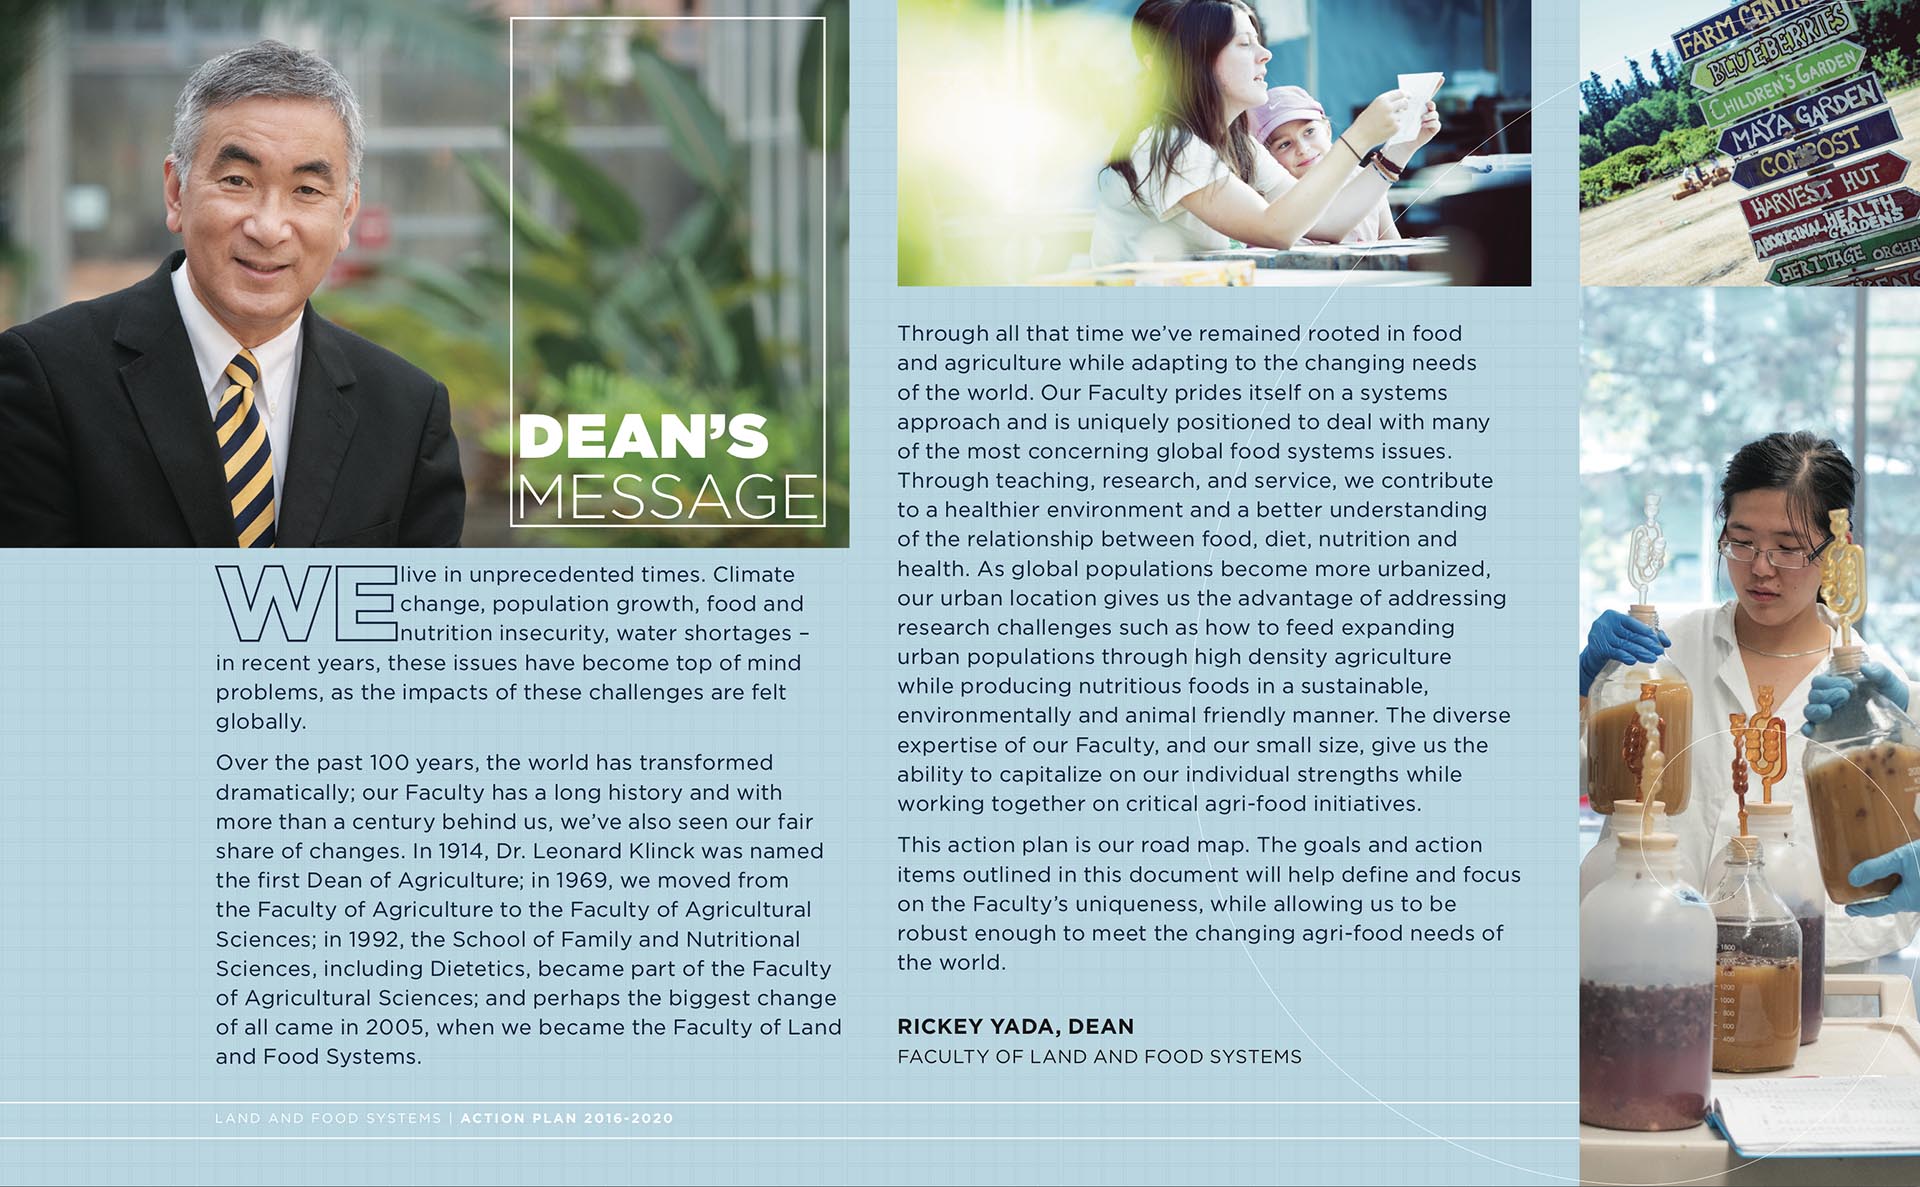 DEAN'S
MESSAGE
WE live in unprecedented times. Climate
change, population growth, food and
nutrition insecurity, water shortages –
in recent years, these issues have become top of mind
problems, as the impacts of these challenges are felt
globally.
Over the past 100 years, the world has transformed
dramatically; our Faculty has a long history and with
more than a century behind us, we've also seen our fair
share of changes. In 1914, Dr. Leonard Klinck was named
the first Dean of Agriculture; in 1969, we moved from
the Faculty of Agriculture to the Faculty of Agricultural
Sciences; in 1992, the School of Family and Nutritional
Sciences, including Dietetics, became part of the Faculty
of Agricultural Sciences; and perhaps the biggest change
of all came in 2005, when we became the Faculty of Land
and Food Systems.
Through all that time we've remained rooted in food
and agriculture while adapting to the changing needs
of the world. Our Faculty prides itself on a systems
approach and is uniquely positioned to deal with many
of the most concerning global food systems issues.
Through teaching, research, and service, we contribute
to a healthier environment and a better understanding
of the relationship between food, diet, nutrition and
health. As global populations become more urbanized,
our urban location gives us the advantage of addressing
research challenges such as how to feed expanding
urban populations through high density agriculture
while producing nutritious foods in a sustainable,
environmentally and animal friendly manner. The diverse
expertise of our Faculty, and our small size, give us the
ability to capitalize on our individual strengths while
working together on critical agri-food initiatives.
This action plan is our road map. The goals and action
items outlined in this document will help define and focus
on the Faculty's uniqueness, while allowing us to be
robust enough to meet the changing agri-food needs of
the world.
RICKEY YADA, DEAN
FACULTY OF LAND AND FOOD SYSTEMS
LAND AND FOOD SYSTEMS | ACTION PLAN 2016-2020
FARM
BLUEBERRIES
CHILDREN'S GARDEN
MAYA GARDEN
COMPOST
HARVEST HUT
ABORIGINAL HEALTH
GARDENS
HERITAGE
1800
1600
1400
1200
1000
800
600
400